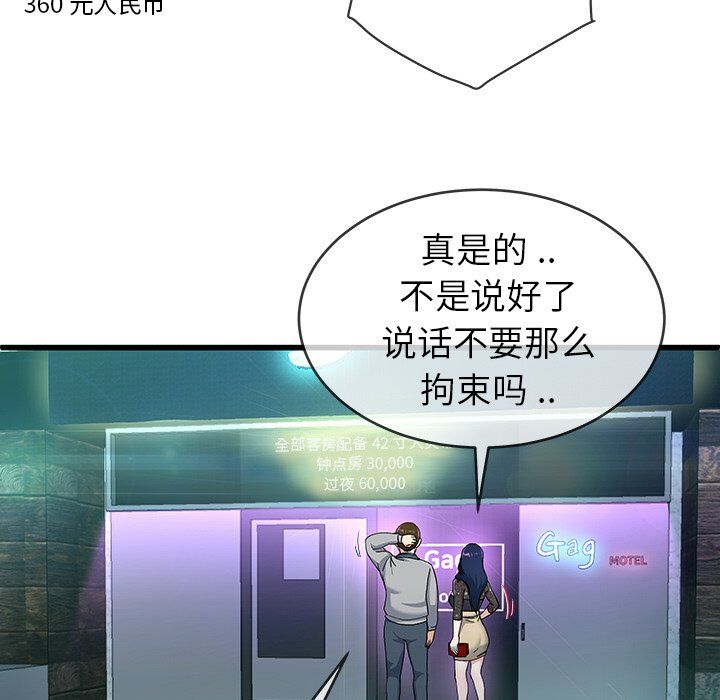 360 元人民币
真是的 ..
不是说好了
说话不要那么
拘束吗 ..
全部客房配备 42 寸
钟点房 30,000
过夜 60,000
Gag
Gag
MOTEL